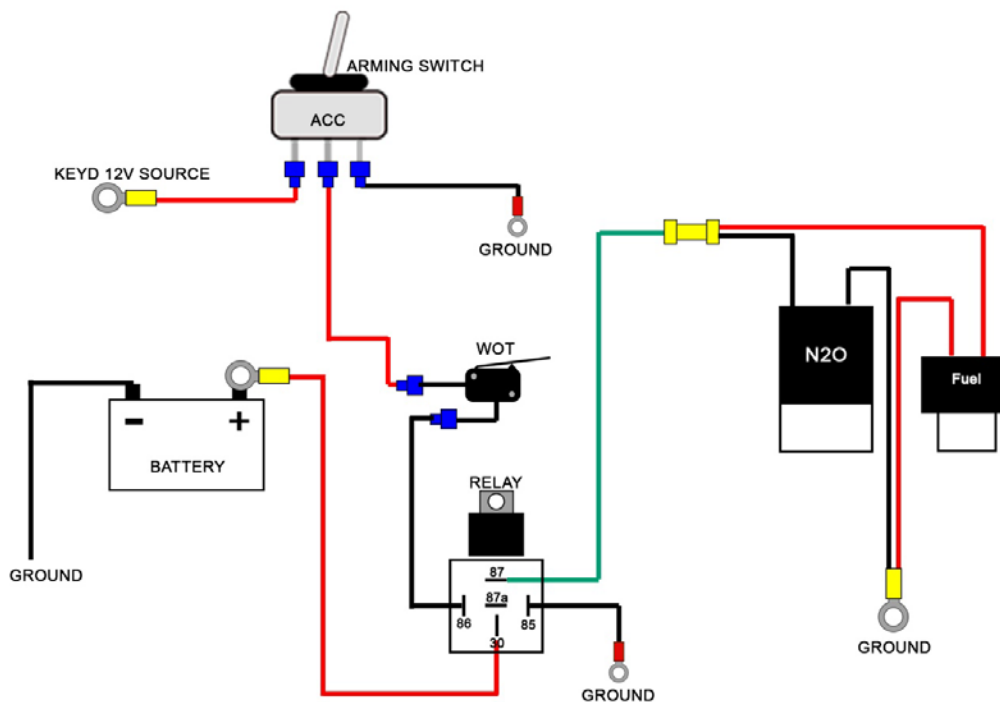 ARMING SWITCH
ACC
KEYD 12V SOURCE
GROUND
WOT
N2O
Fuel
- +
BATTERY
RELAY
87
87a
86 85
30
GROUND
GROUND
GROUND